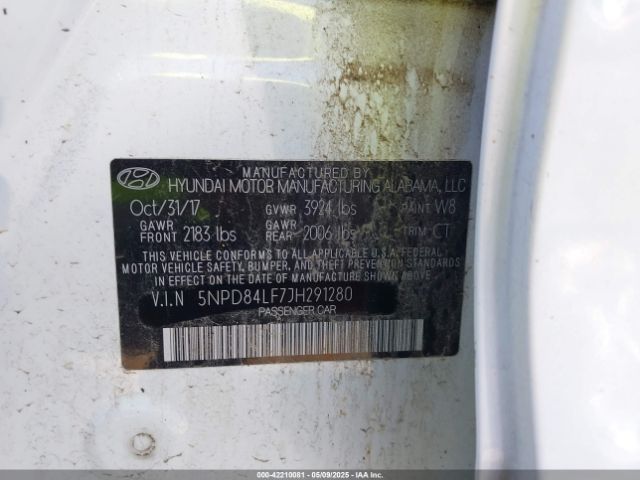 MANUFACTURED BY
HYUNDAI MOTOR MANUFACTURING ALABAMA, LLC
Oct/31/17 GVWR 3924 lbs PAINT W8
GAWR FRONT 2183 lbs GAWR REAR 2006 lbs TRIM CT
THIS VEHICLE CONFORMS TO ALL APPLICABLE U.S.A. FEDERAL
MOTOR VEHICLE SAFETY, BUMPER, AND THEFT PREVENTION
STANDARDS IN EFFECT ON THE DATE OF MANUFACTURE SHOWN ABOVE.
V.I.N 5NPD84LF7JH291280
PASSENGER CAR
000-42210081 - 05/09/2025 - IAA Inc.